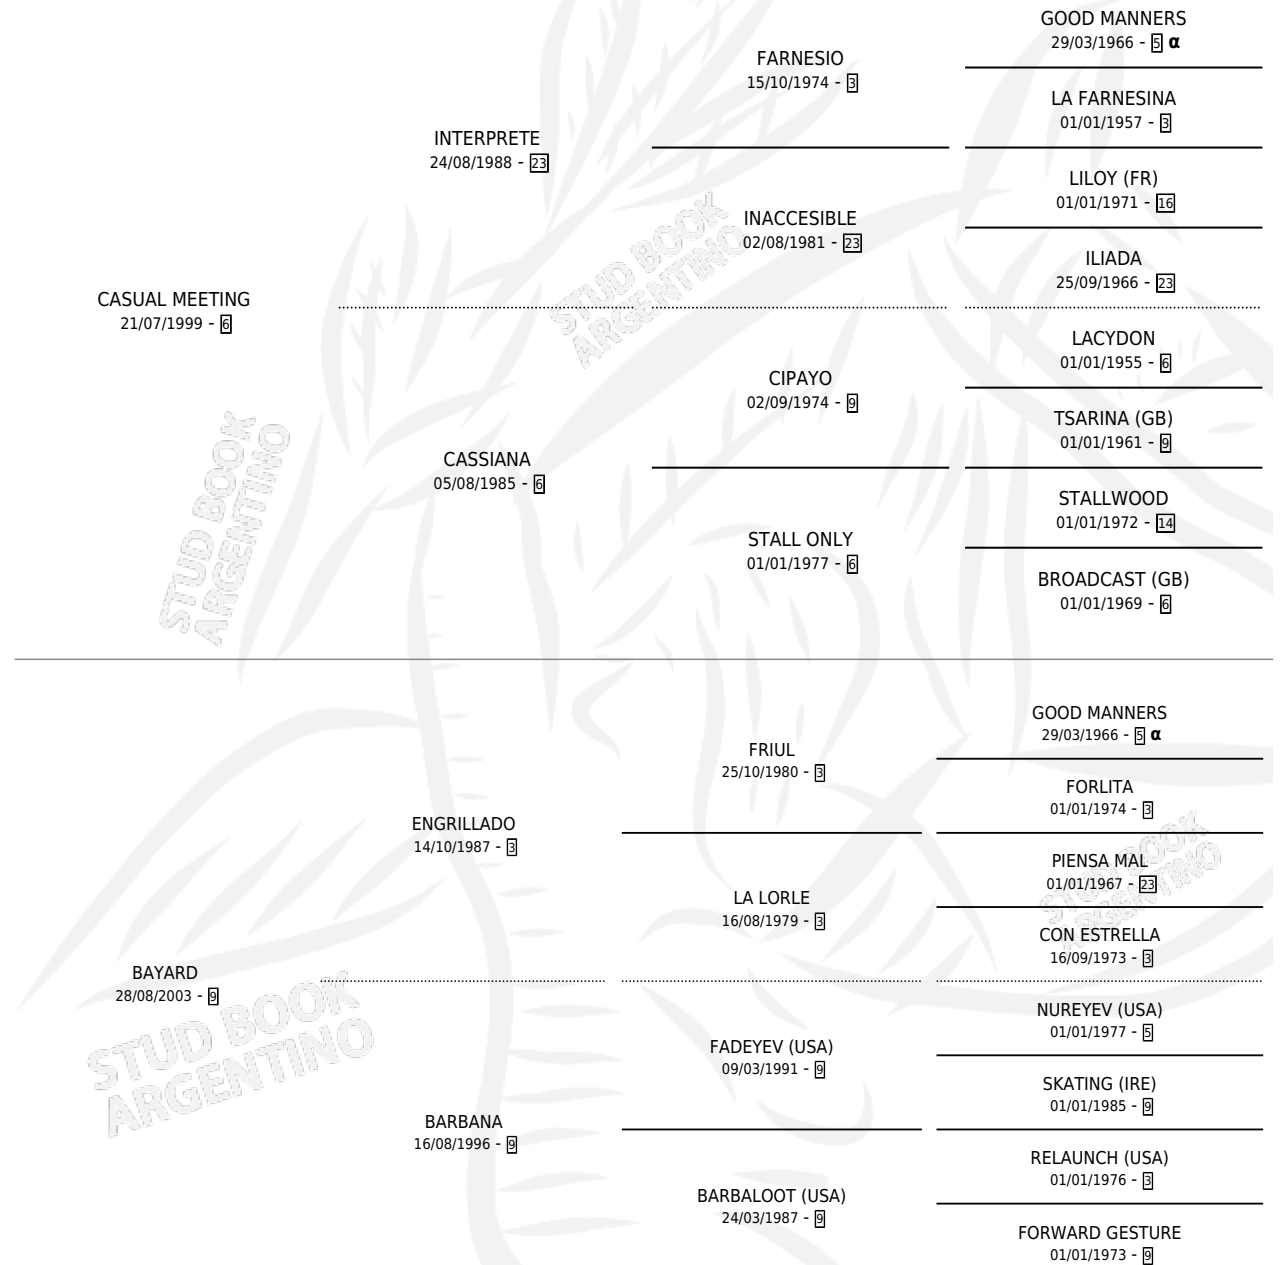 GOOD MANNERS
29/03/1966 - 5 α
FARNESIO
15/10/1974 - 3
LA FARNESINA
01/01/1957 - 3
INTERPRETE
24/08/1988 - 23
LILOY (FR)
01/01/1971 - 16
INACCESIBLE
02/08/1981 - 23
ILIADA
25/09/1966 - 23
CASUAL MEETING
21/07/1999 - 6
LACYDON
01/01/1955 - 6
CIPAYO
02/09/1974 - 9
TSARINA (GB)
01/01/1961 - 9
CASSIANA
05/08/1985 - 6
STALLWOOD
01/01/1972 - 14
STALL ONLY
01/01/1977 - 6
BROADCAST (GB)
01/01/1969 - 6
GOOD MANNERS
29/03/1966 - 5 α
FRIUL
25/10/1980 - 3
FORLITA
01/01/1974 - 3
ENGRILLADO
14/10/1987 - 3
PIENSA MAL
01/01/1967 - 23
LA LORLE
16/08/1979 - 3
CON ESTRELLA
16/09/1973 - 3
BAYARD
28/08/2003 - 9
NUREYEV (USA)
01/01/1977 - 5
FADEYEV (USA)
09/03/1991 - 9
SKATING (IRE)
01/01/1985 - 9
BARBANA
16/08/1996 - 9
RELAUNCH (USA)
01/01/1976 - 3
BARBALOOT (USA)
24/03/1987 - 9
FORWARD GESTURE
01/01/1973 - 9
STUD BOOK
ARGENTINO
STUD BOOK
ARGENTINO
STUD BOOK
ARGENTINO
STUD BOOK
ARGENTINO